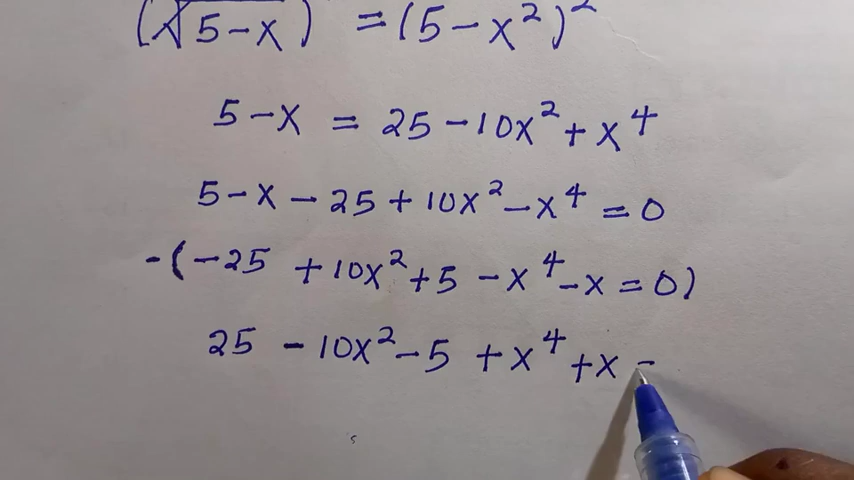 (√5-x) = (5-x²)²
5-x = 25-10x²+x⁴
5-x-25+10x²-x⁴=0
-(-25+10x²+5-x⁴-x=0)
25-10x²-5+x⁴+x-